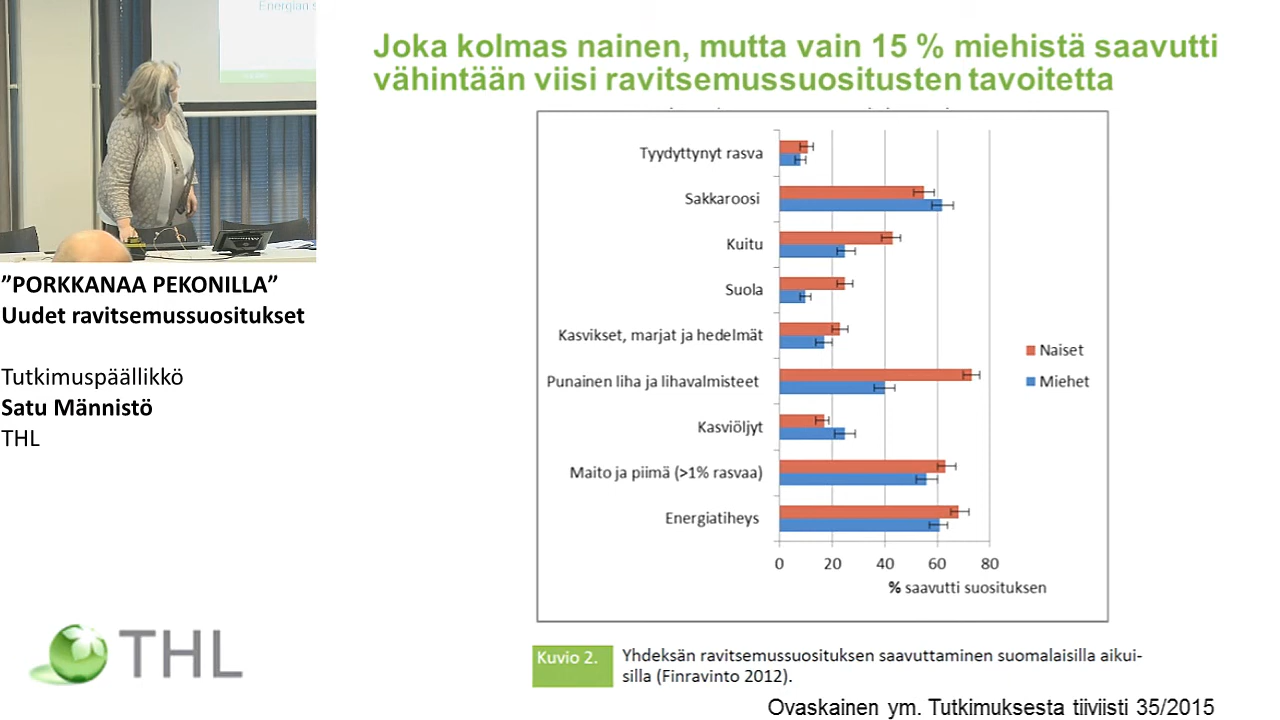 Energian s
Joka kolmas nainen, mutta vain 15 % miehistä saavutti
vähintään viisi ravitsemussuositusten tavoitetta
”PORKKANAA PEKONILLA”
Uudet ravitsemussuositukset
Tutkimuspäällikkö
Satu Männistö
THL
THL
Tyydyttynyt rasva
Sakkaroosi
Kuitu
Suola
Kasvikset, marjat ja hedelmät
Punainen liha ja lihavalmisteet
Kasviöljyt
Maito ja piimä (>1% rasvaa)
Energiatiheys
Naiset
Miehet
0 20 40 60 80
% saavutti suosituksen
Kuvio 2.
Yhdeksän ravitsemussuosituksen saavuttaminen suomalaisilla aikui-
silla (Finravinto 2012).
Ovaskainen ym. Tutkimuksesta tiiviisti 35/2015